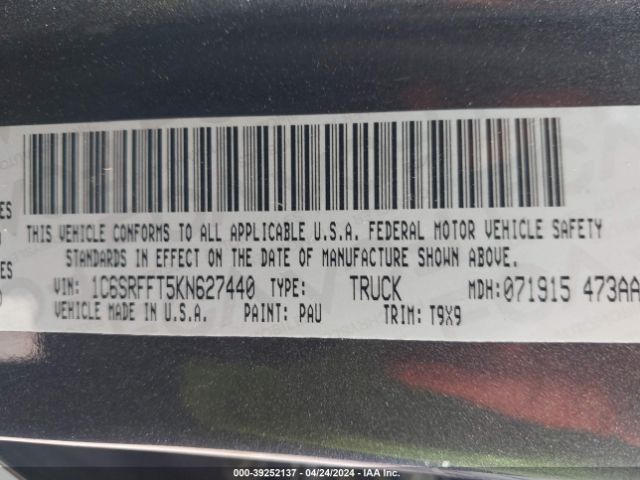 ES
THIS VEHICLE CONFORMS TO ALL APPLICABLE U.S.A. FEDERAL MOTOR VEHICLE SAFETY
STANDARDS IN EFFECT ON THE DATE OF MANUFACTURE SHOWN ABOVE.
ES
VIN: 1C6SRFFT5KN627440 TYPE: TRUCK MDH:071915 473AA
VEHICLE MADE IN U.S.A. PAINT: PAU TRIM: T9X9
000-39252137 - 04/24/2024 - IAA Inc.